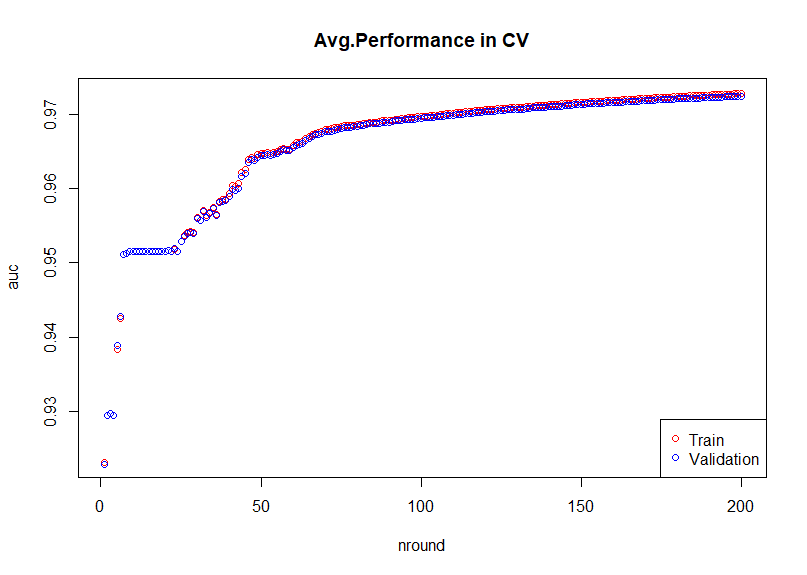 Avg.Performance in CV
auc
0.97
0.96
0.95
0.94
0.93
Train
Validation
0 50 100 150 200
nround